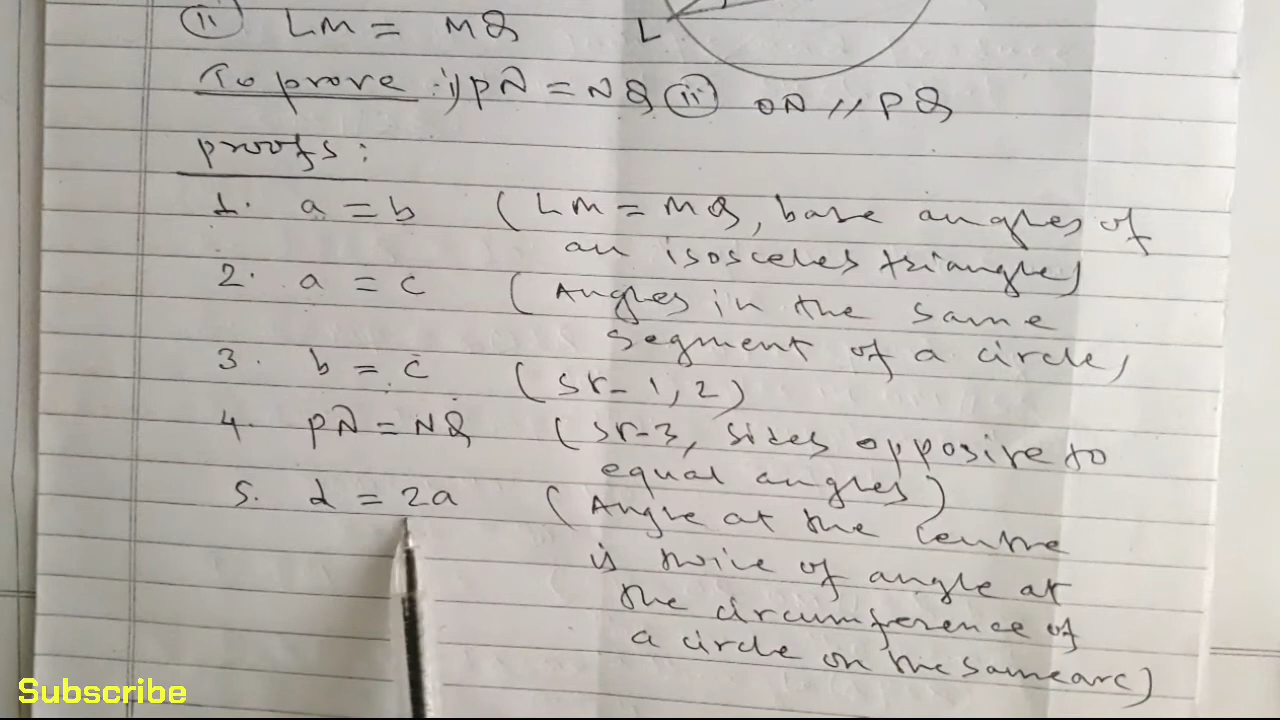 (ii) LM = MQ L
To prove : i) PN = NQ (ii) ON // PQ
proofs :
1. a = b (LM = MQ, base angles of
an isosceles triangle)
2. a = c (Angles in the same
segment of a circle)
3. b = c (sr-1, 2)
4. PN = NQ (sr-3, sides opposite to
equal angles)
5. d = 2a (Angle at the centre
is twice of angle at
the circumference of
a circle on the same arc)
Subscribe